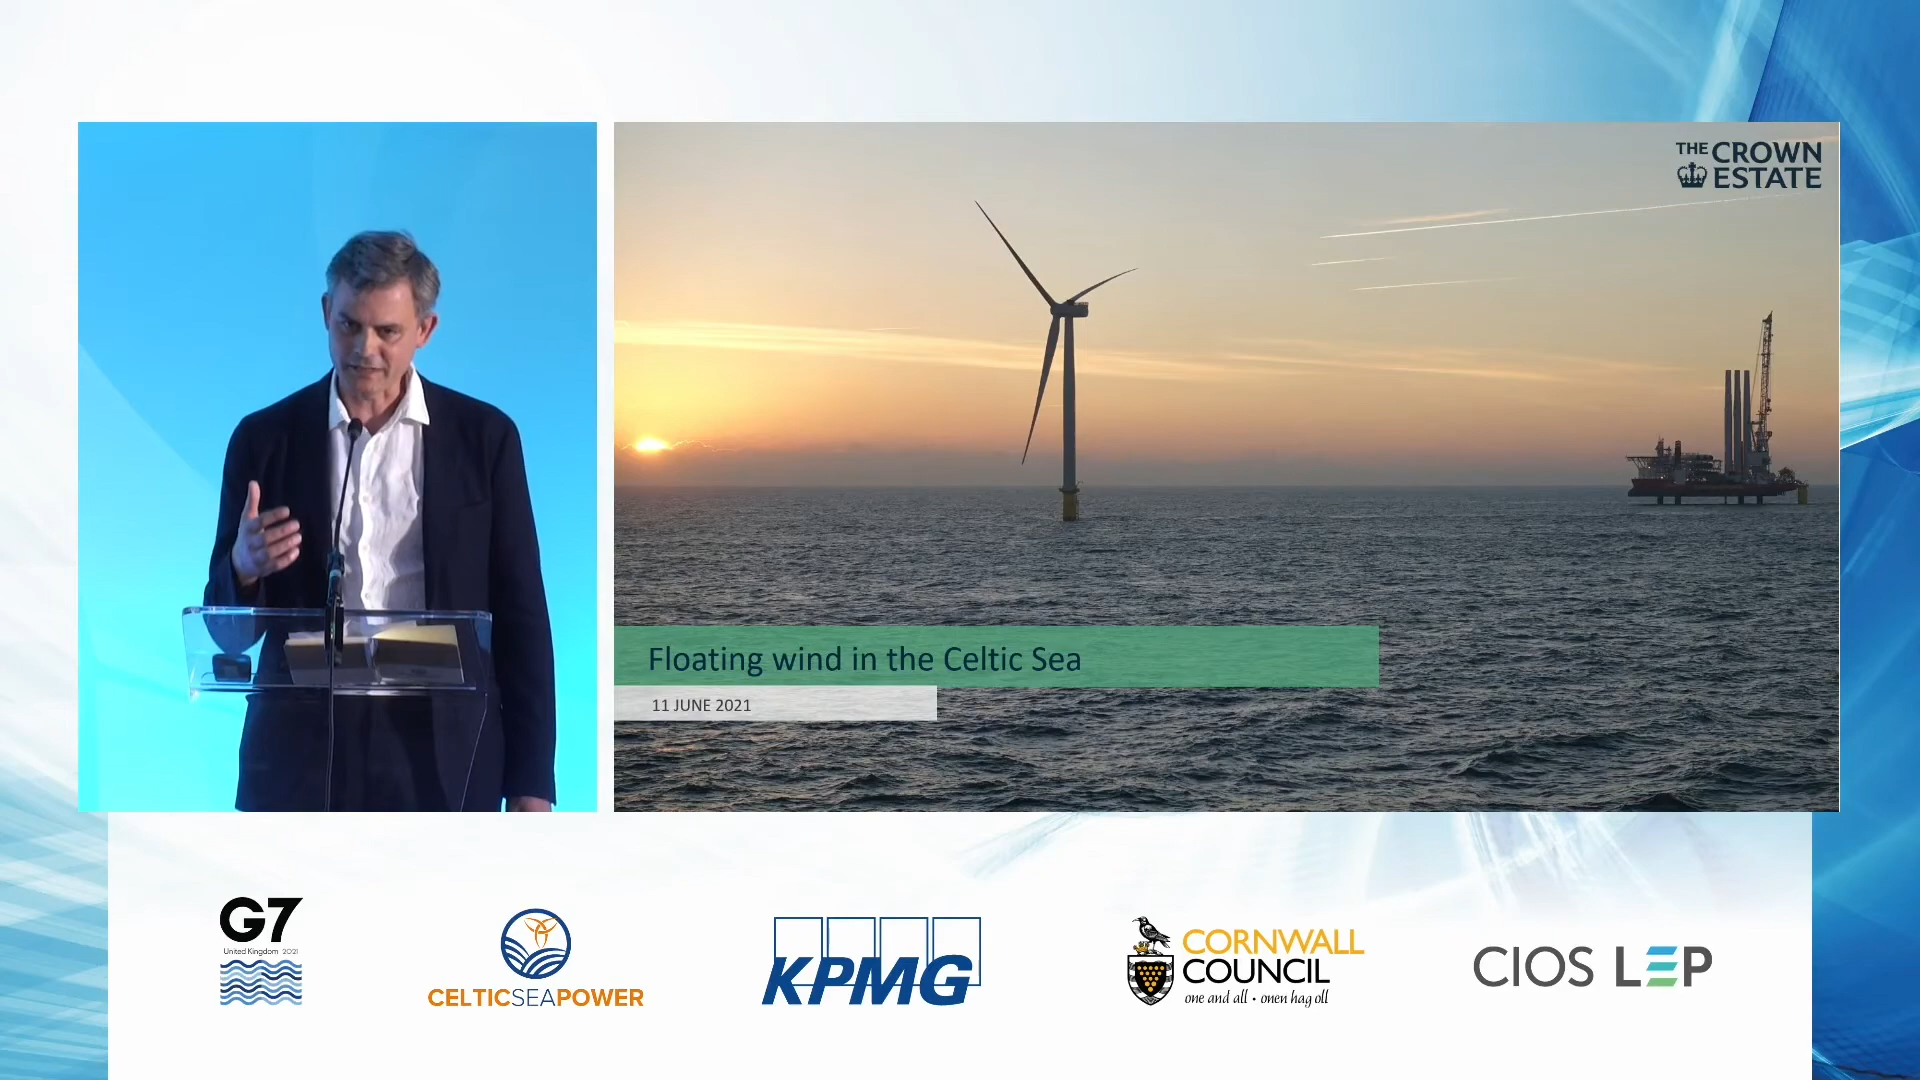 THE CROWN
ESTATE
Floating wind in the Celtic Sea
11 JUNE 2021
G7
United Kingdom 2021
CELTICSEAPOWER
KPMG
CORNWALL
COUNCIL
one and all • onen hag oll
CIOS LEP